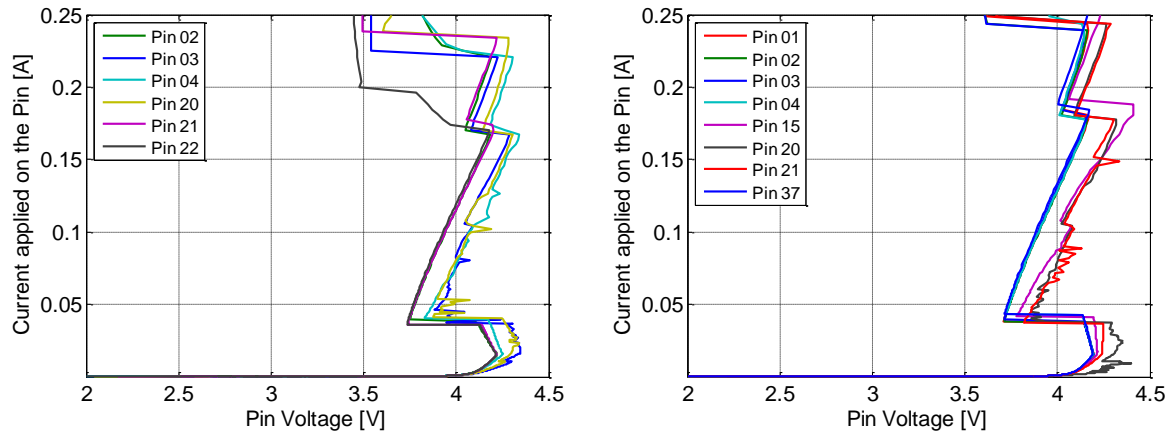 0.25
0.2
0.15
0.1
0.05
Current applied on the Pin [A]
Pin 02
Pin 03
Pin 04
Pin 20
Pin 21
Pin 22
2
2.5
3
3.5
4
4.5
Pin Voltage [V]
0.25
0.2
0.15
0.1
0.05
Current applied on the Pin [A]
Pin 01
Pin 02
Pin 03
Pin 04
Pin 15
Pin 20
Pin 21
Pin 37
2
2.5
3
3.5
4
4.5
Pin Voltage [V]